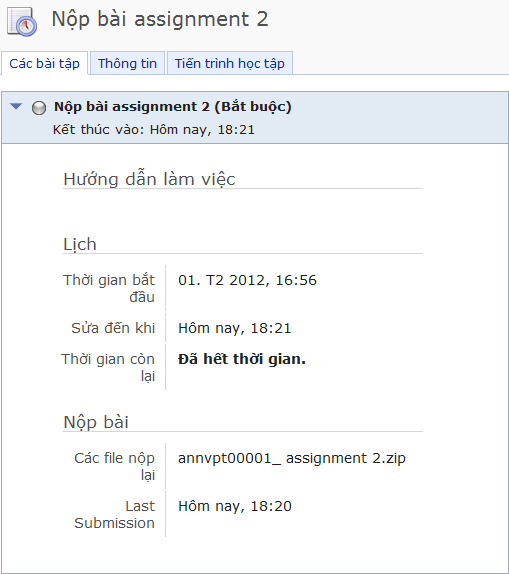 Nộp bài assignment 2
Các bài tập Thông tin Tiến trình học tập
Nộp bài assignment 2 (Bắt buộc)
Kết thúc vào: Hôm nay, 18:21
Hướng dẫn làm việc
Lịch
Thời gian bắt đầu 01. T2 2012, 16:56
Sửa đến khi Hôm nay, 18:21
Thời gian còn lại Đã hết thời gian.
Nộp bài
Các file nộp lại annvpt00001_ assignment 2.zip
Last Submission Hôm nay, 18:20